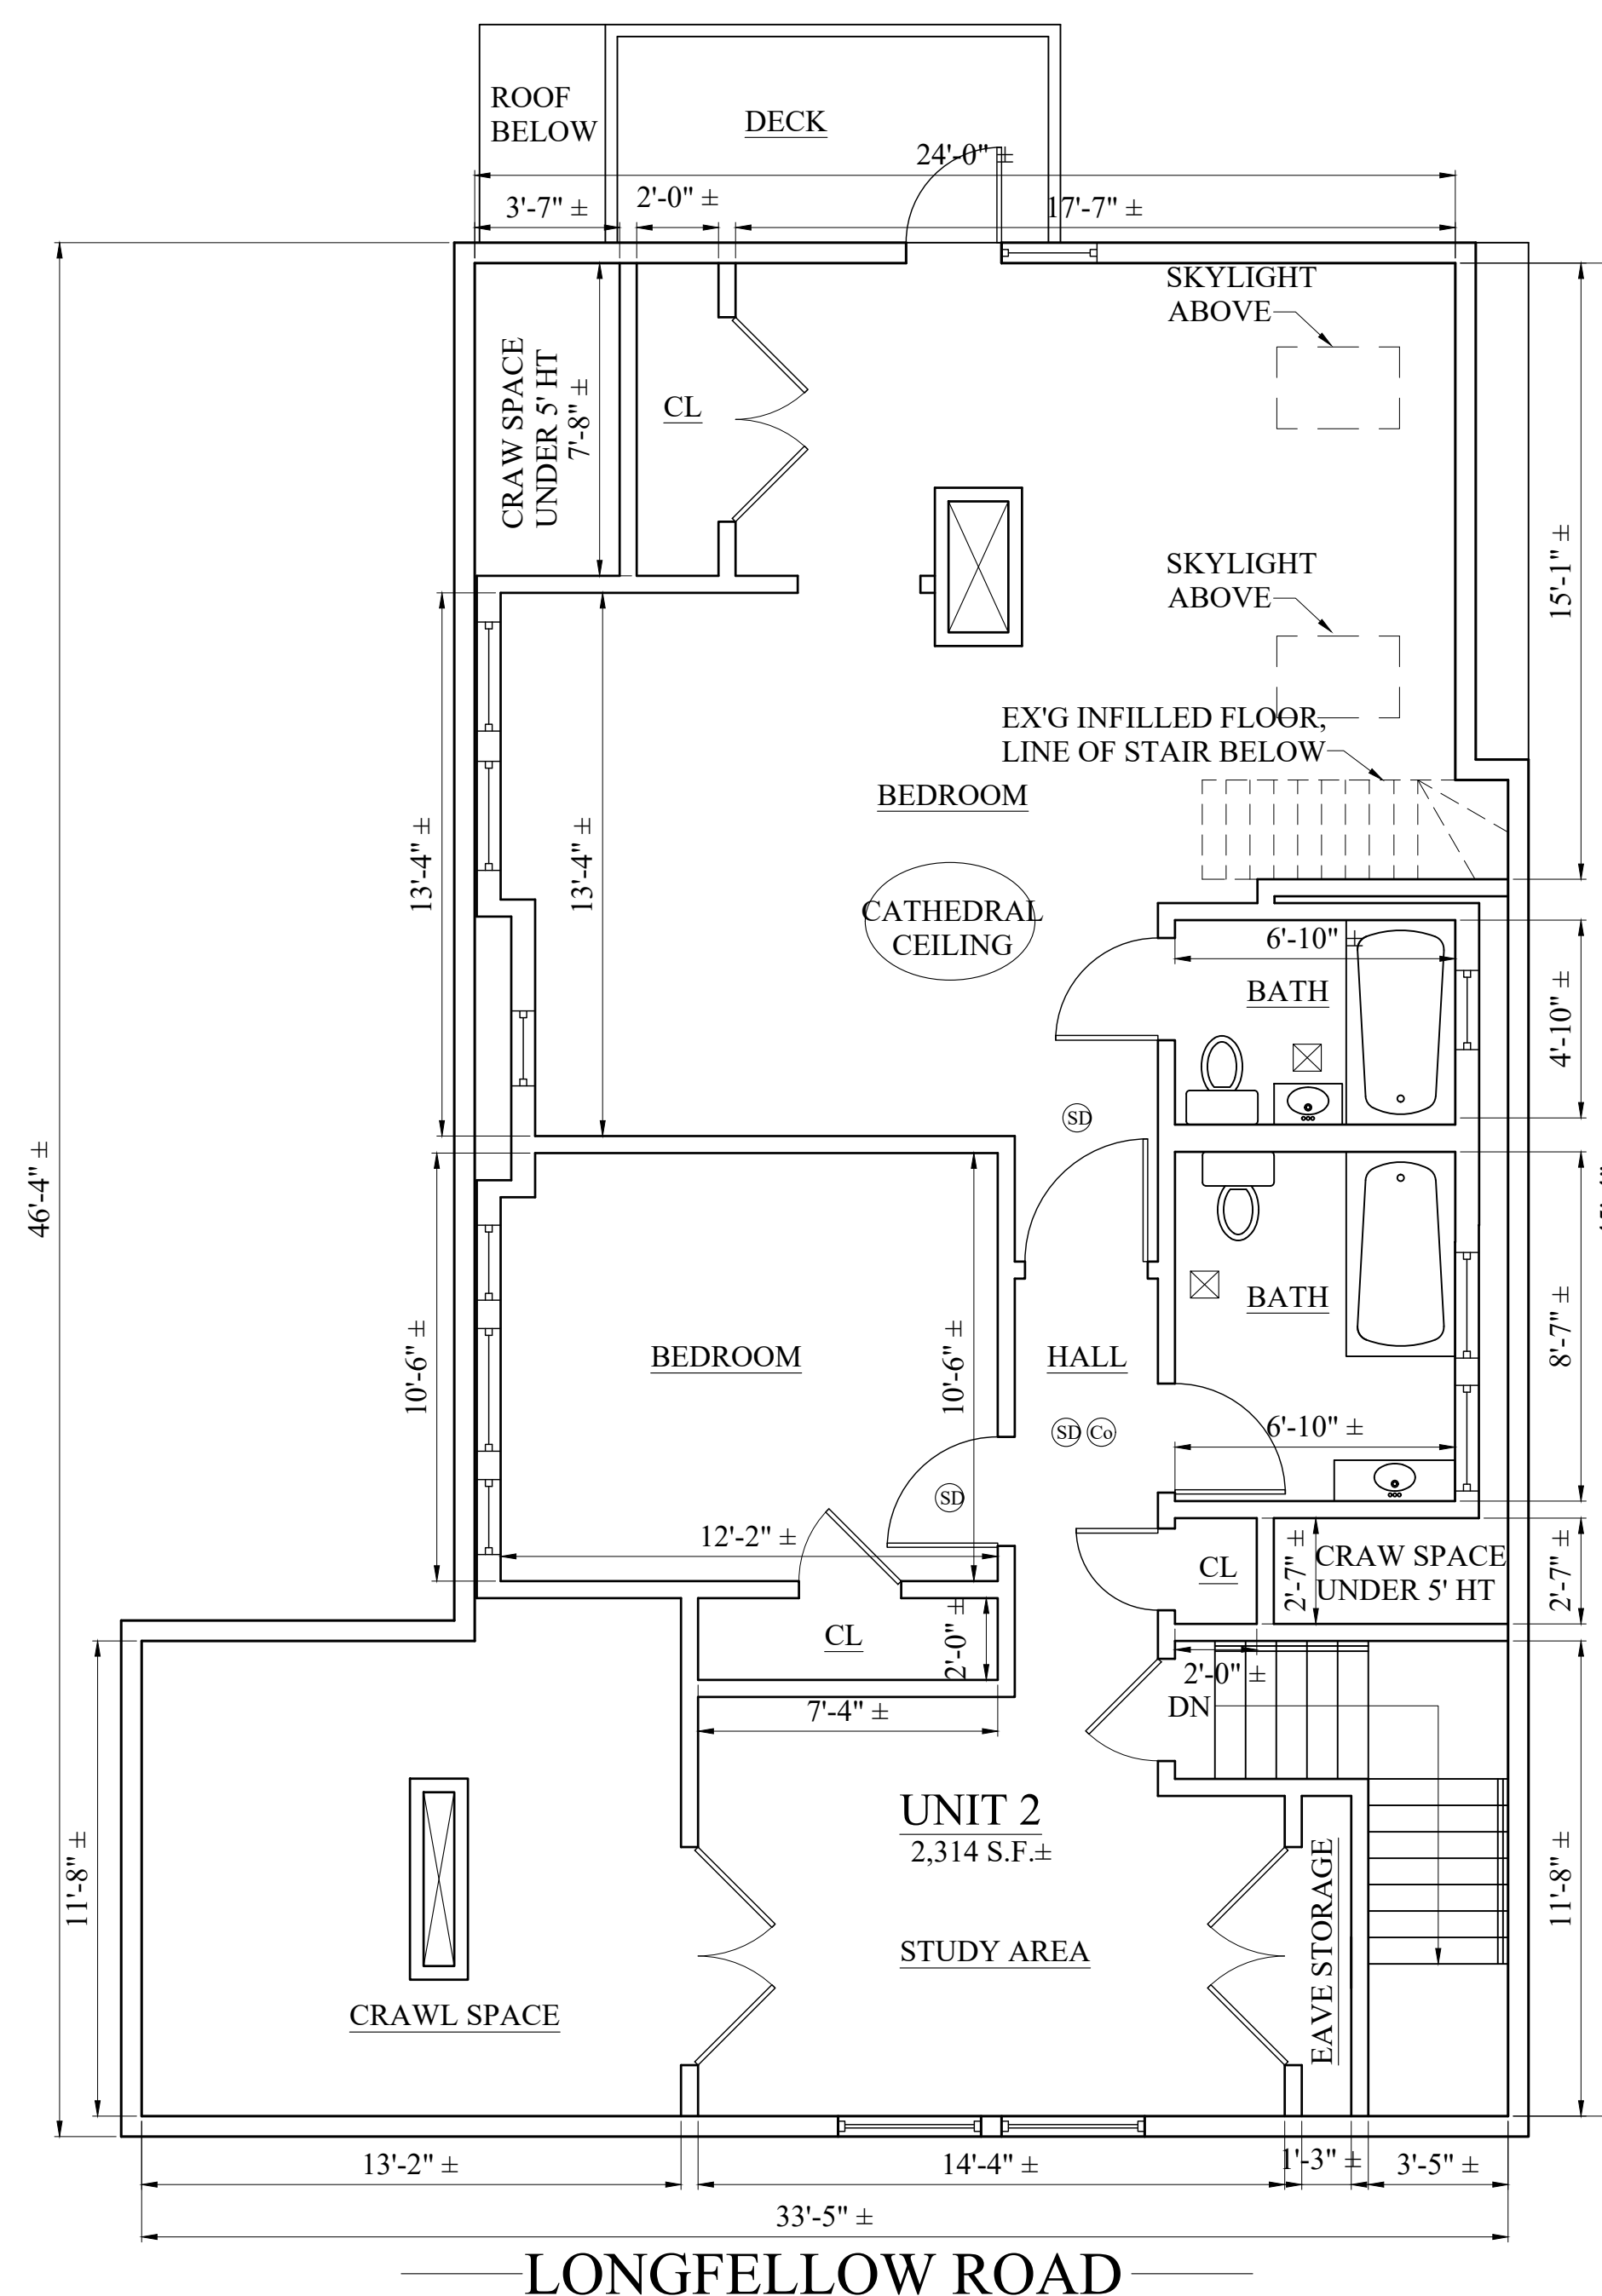 ROOF
BELOW
DECK
24'-0" ±
3'-7" ±
2'-0" ±
17'-7" ±
SKYLIGHT
ABOVE
CRAW SPACE
UNDER 5' HT
7'-8" ±
CL
15'-1" ±
SKYLIGHT
ABOVE
EX'G INFILLED FLOOR,
LINE OF STAIR BELOW
BEDROOM
13'-4" ±
13'-4" ±
CATHEDRAL
CEILING
6'-10" ±
BATH
4'-10" ±
SD
46'-4" ±
BEDROOM
10'-6" ±
10'-6" ±
HALL
BATH
8'-7" ±
SD
Co
6'-10" ±
SD
12'-2" ±
CL
2'-7" ±
CRAW SPACE
UNDER 5' HT
2'-7" ±
CL
2'-0" ±
2'-0" ±
DN
7'-4" ±
UNIT 2
2,314 S.F.±
11'-8" ±
11'-8" ±
STUDY AREA
EAVE STORAGE
CRAWL SPACE
13'-2" ±
14'-4" ±
1'-3" ±
3'-5" ±
33'-5" ±
LONGFELLOW ROAD